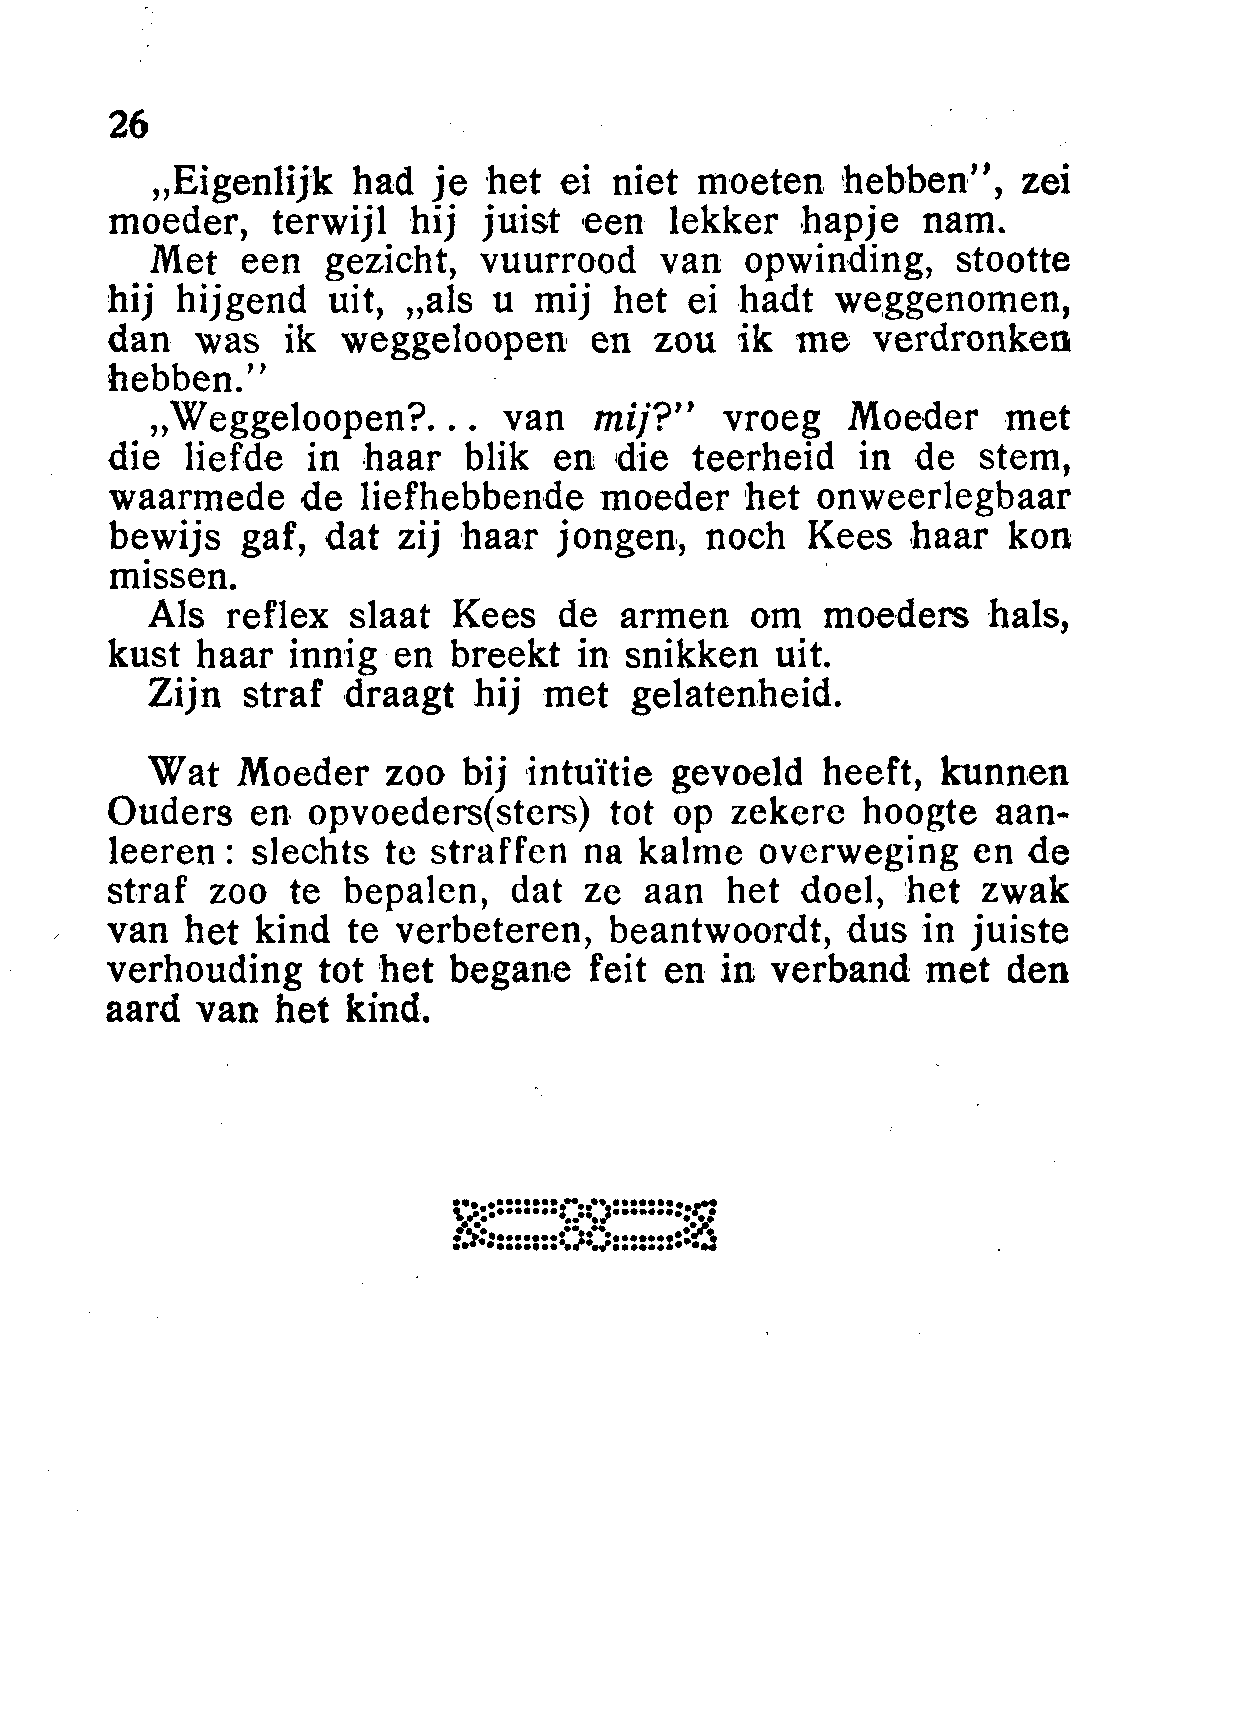 26
„Eigenlijk had je het ei niet moeten hebben”, zei
moeder, terwijl hij juist een lekker hapje nam.
Met een gezicht, vuurrood van opwinding, stootte
hij hijgend uit, „als u mij het ei hadt weggenomen,
dan was ik weggeloopen en zou ik me verdronken
hebben.”
„Weggeloopen?... van mij?” vroeg Moeder met
die liefde in haar blik en die teerheid in de stem,
waarmede de liefhebbende moeder het onweerlegbaar
bewijs gaf, dat zij haar jongen, noch Kees haar kon
missen.
Als reflex slaat Kees de armen om moeders hals,
kust haar innig en breekt in snikken uit.
Zijn straf draagt hij met gelatenheid.
Wat Moeder zoo bij intuïtie gevoeld heeft, kunnen
Ouders en opvoeders(sters) tot op zekere hoogte aan-
leeren : slechts te straffen na kalme overweging en de
straf zoo te bepalen, dat ze aan het doel, het zwak
van het kind te verbeteren, beantwoordt, dus in juiste
verhouding tot het begane feit en in verband met den
aard van het kind.